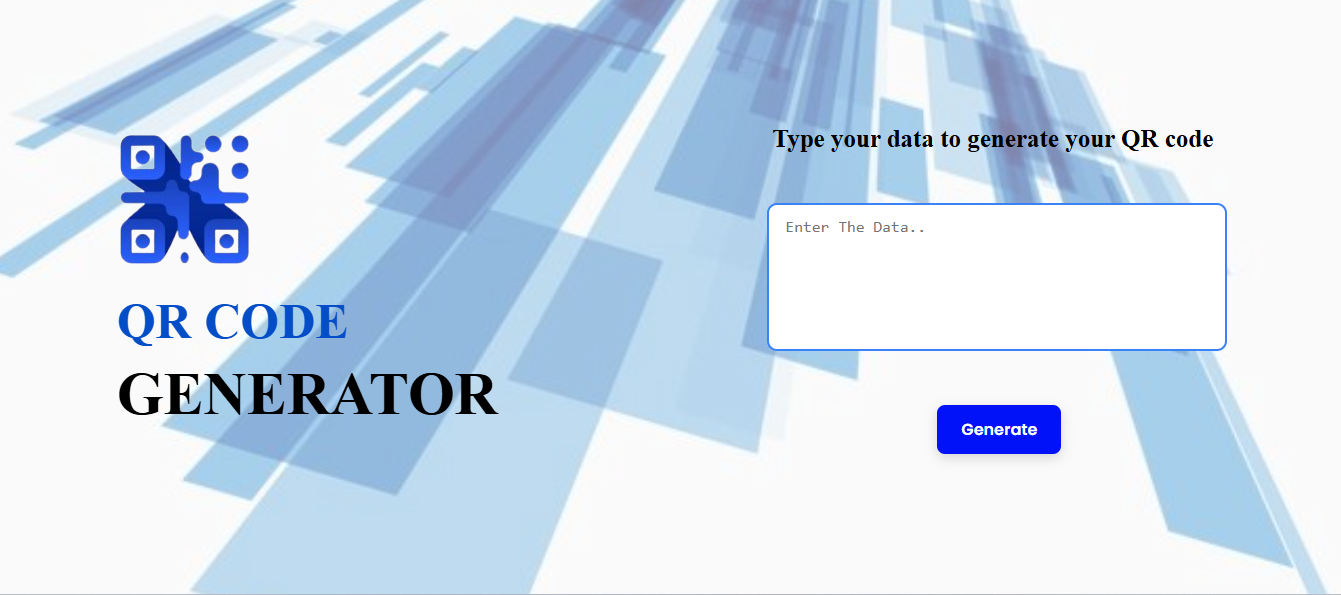 QR CODE
GENERATOR
Type your data to generate your QR code
Enter The Data..
Generate